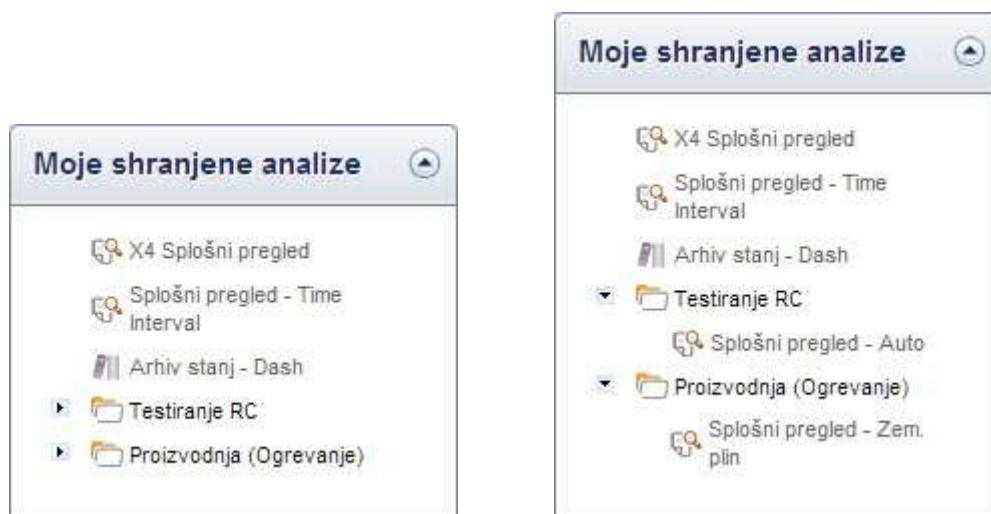 Moje shranjene analize
X4 Splošni pregled
Splošni pregled - Time
Interval
Arhiv stanj - Dash
Testiranje RC
Proizvodnja (Ogrevanje)
Moje shranjene analize
X4 Splošni pregled
Splošni pregled - Time
Interval
Arhiv stanj - Dash
Testiranje RC
Splošni pregled - Auto
Proizvodnja (Ogrevanje)
Splošni pregled - Zem.
plin